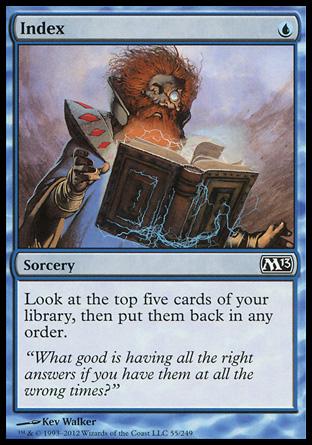 Index
Sorcery
M13
Look at the top five cards of your
library, then put them back in any
order.
“What good is having all the right
answers if you have them at all the
wrong times?”
Kev Walker
™ & © 1993–2012 Wizards of the Coast LLC 55/249